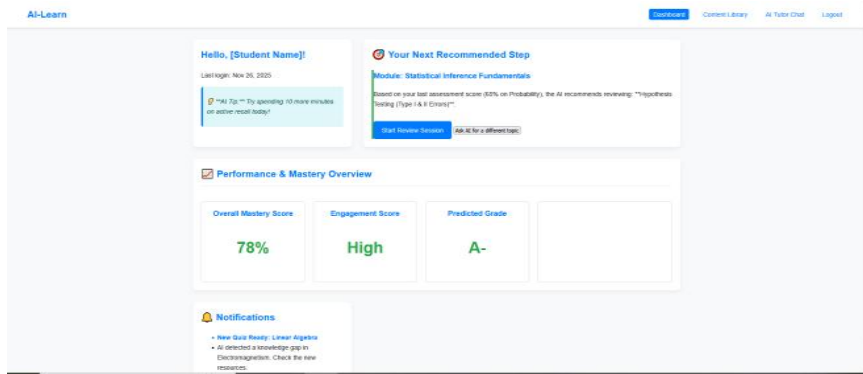 AI-Learn
Dashboard
Content Library
AI Tutor Chat
Logout
Hello, [Student Name]!
Last login: Nov 26, 2025
**AI Tip:** Try spending 10 more minutes
on active recall today!
Your Next Recommended Step
Module: Statistical Inference Fundamentals
Based on your last assessment score (65% on Probability), the AI recommends reviewing: **Hypothesis
Testing (Type I & II Errors)**.
Start Review Session
Ask AI for a different topic
Performance & Mastery Overview
Overall Mastery Score
78%
Engagement Score
High
Predicted Grade
A-
Notifications
New Quiz Ready: Linear Algebra
AI detected a knowledge gap in
Electromagnetism. Check the new
resources.